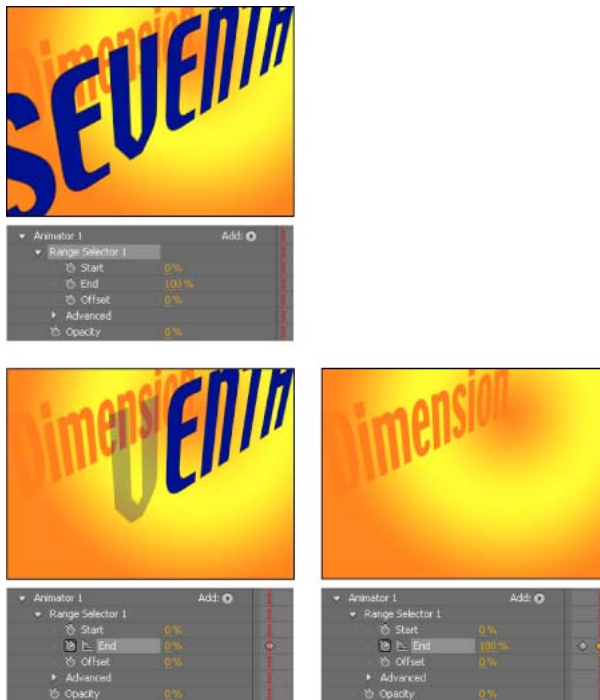 Dimension
SEVENTH
Animator 1 Add:
Range Selector 1
Start 0%
End 100%
Offset 0%
Advanced
Opacity 0%
Dimension
VENTH
Animator 1 Add:
Range Selector 1
Start 0%
End 0%
Offset 0%
Advanced
Opacity 0%
Dimension
Animator 1 Add:
Range Selector 1
Start 0%
End 100%
Offset 0%
Advanced
Opacity 0%